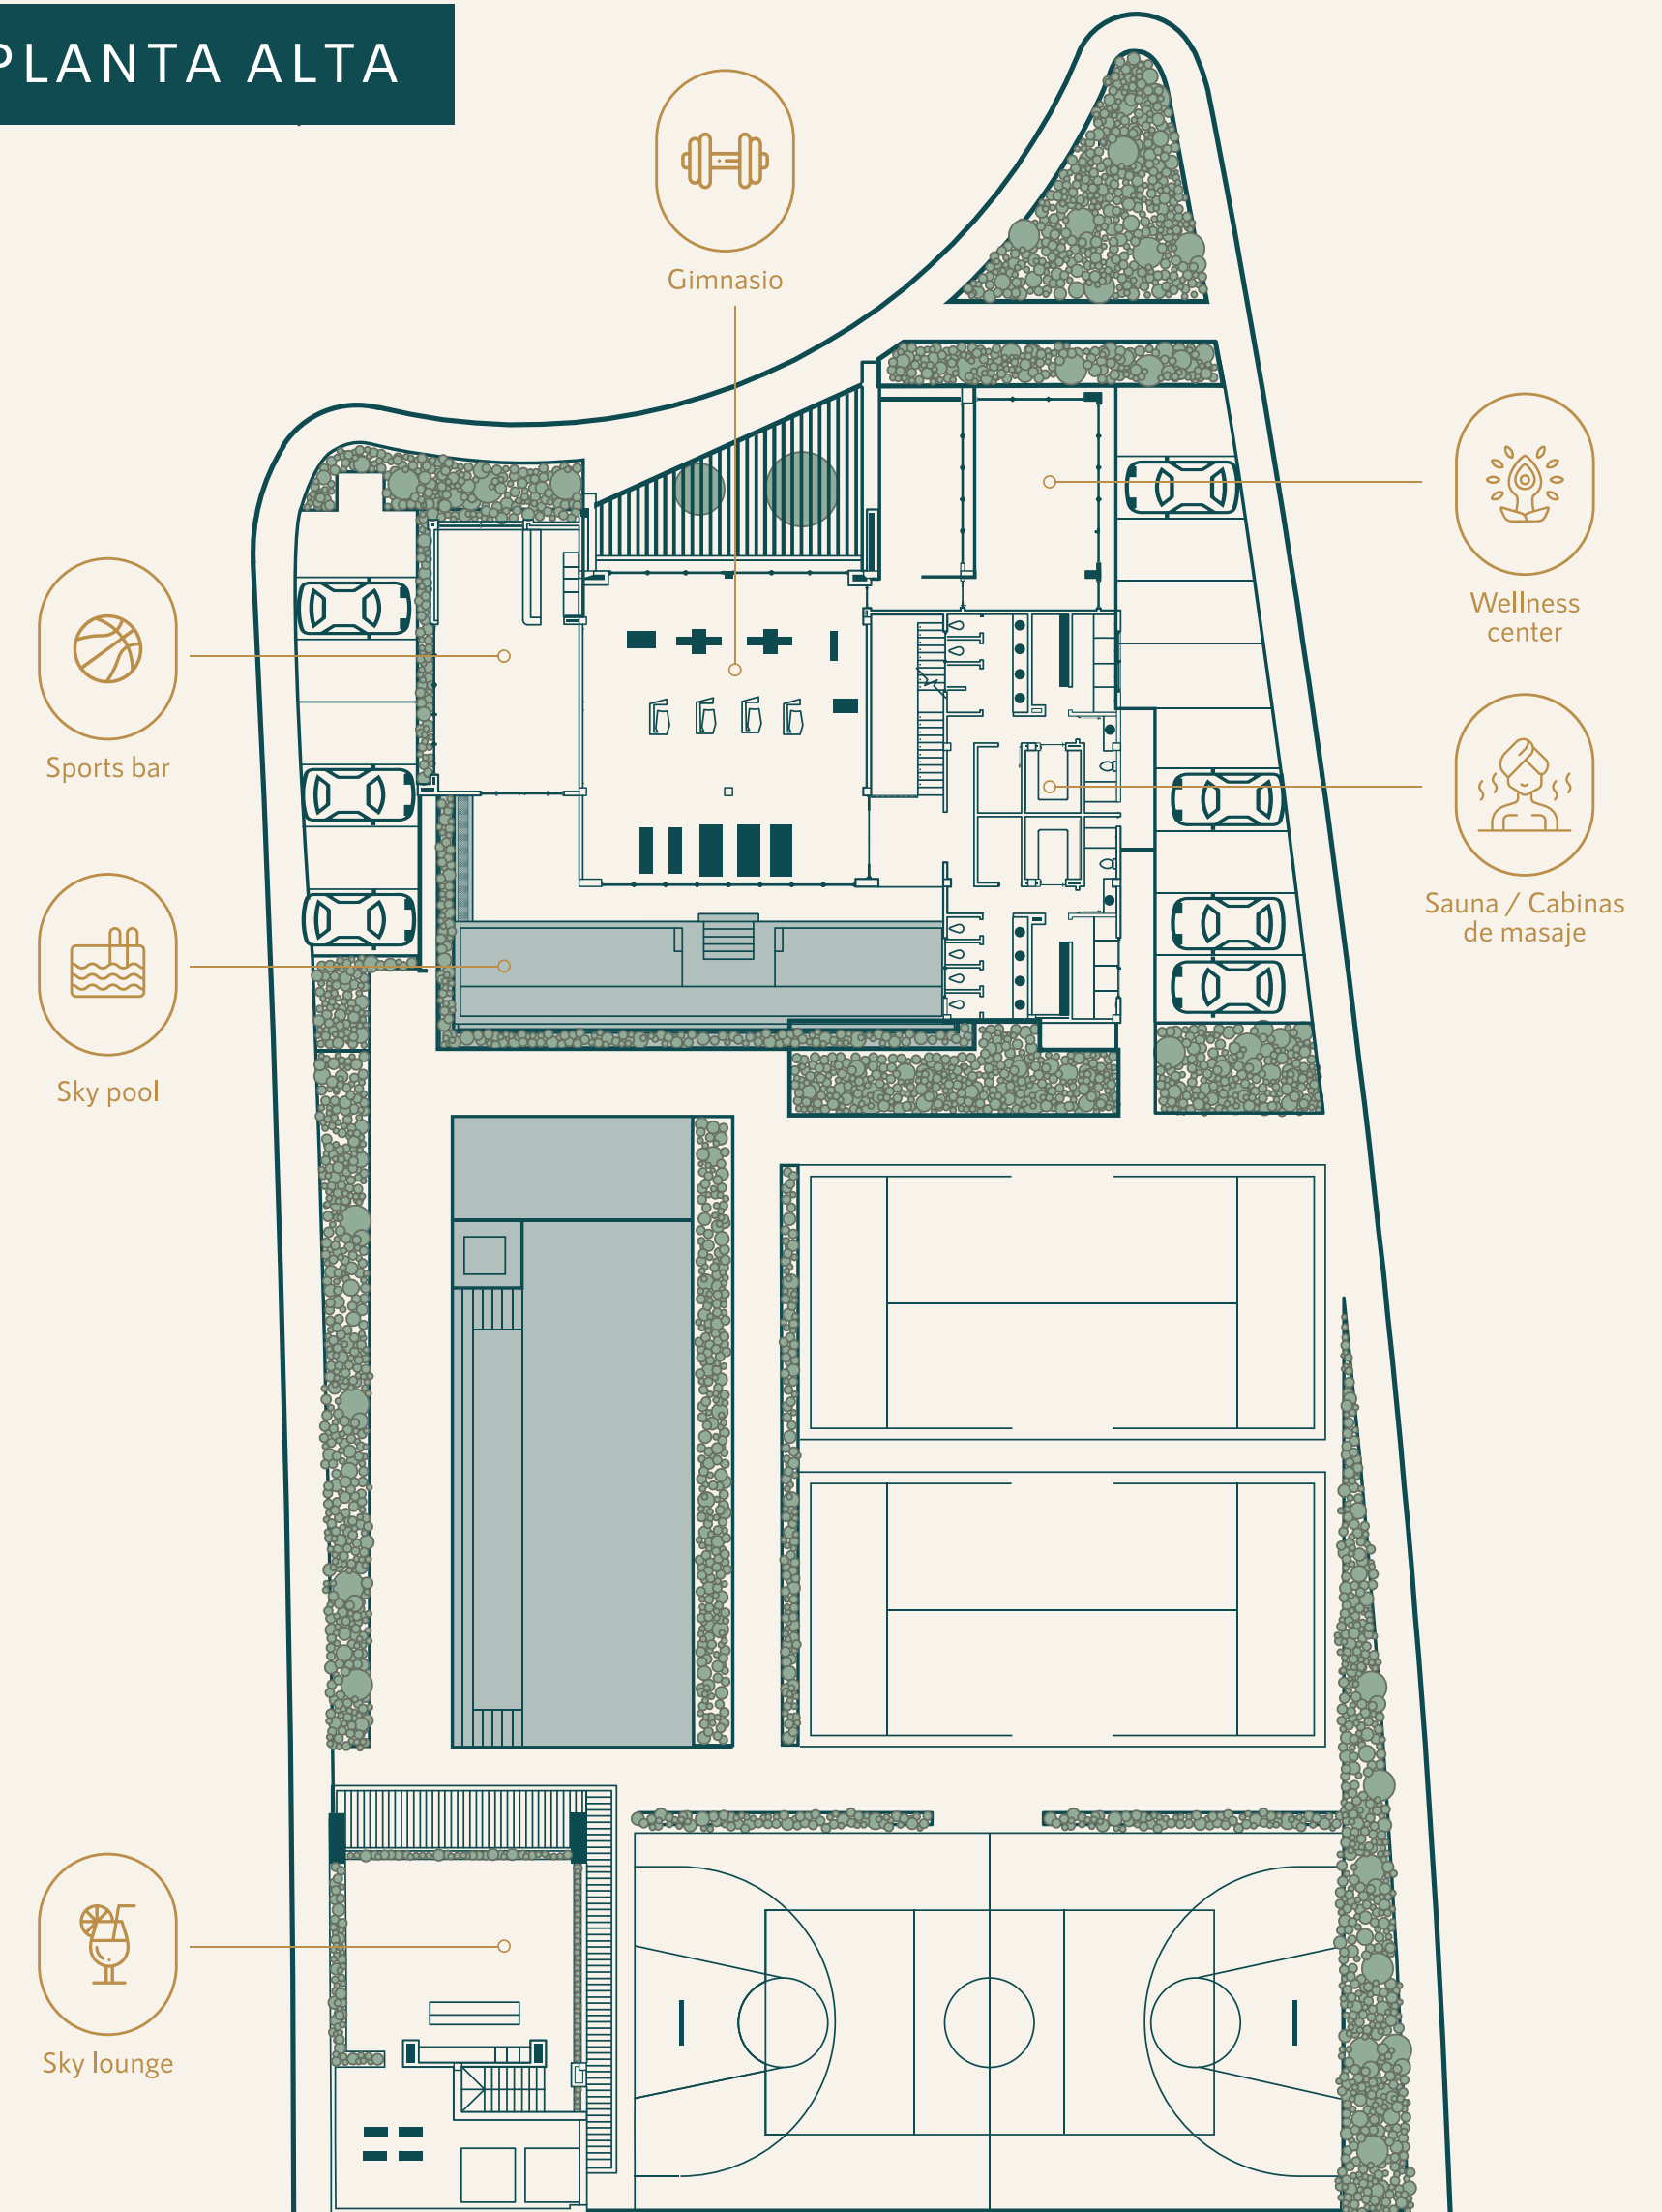 PLANTA ALTA
Gimnasio
Wellness
center
Sports bar
Sauna / Cabinas
de masaje
Sky pool
Sky lounge